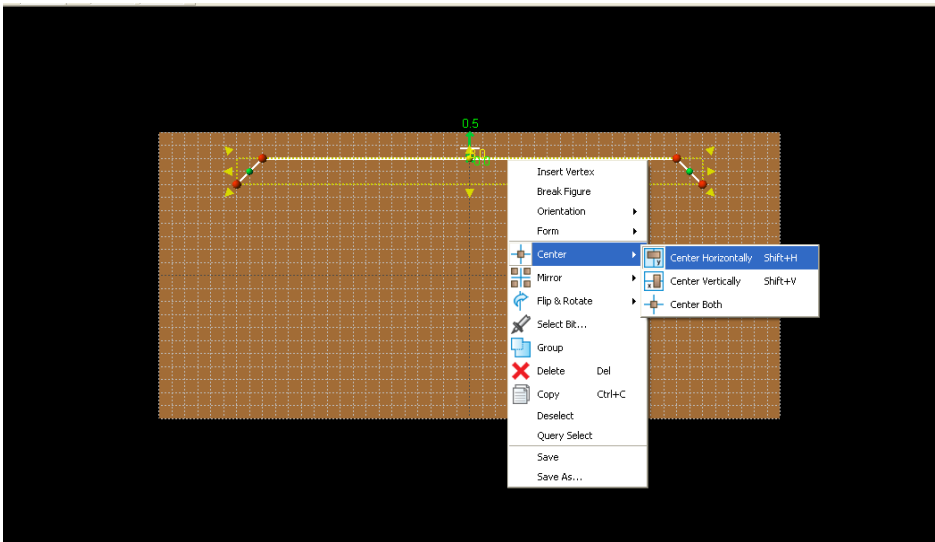 0.5
Insert Vertex
Break Figure
Orientation
Form
Center
Center Horizontally Shift+H
Mirror
Center Vertically Shift+V
Flip & Rotate
Center Both
Select Bit...
Group
Delete Del
Copy Ctrl+C
Deselect
Query Select
Save
Save As...